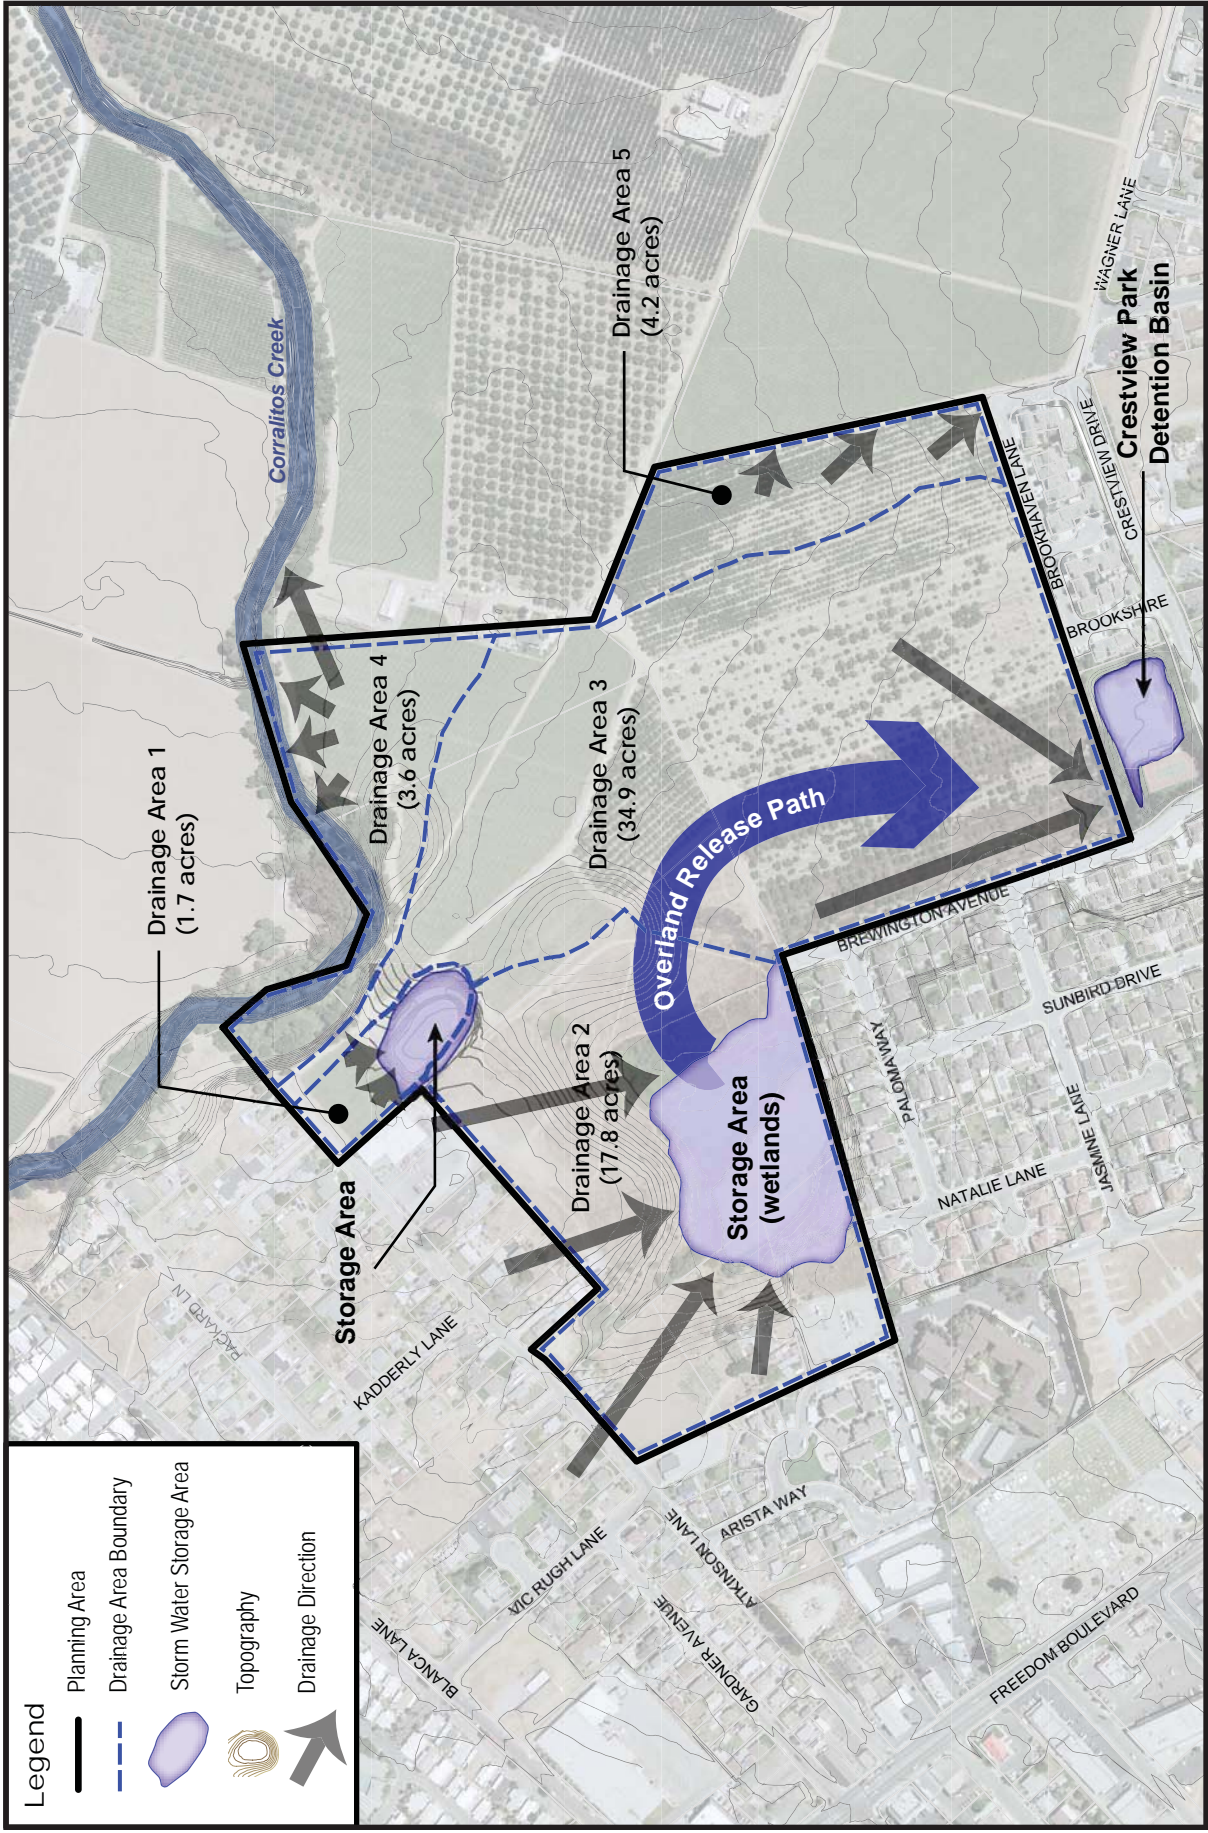 Legend
Planning Area
Drainage Area Boundary
Storm Water Storage Area
Topography
Drainage Direction
Corralitos Creek
Drainage Area 1
(1.7 acres)
Drainage Area 4
(3.6 acres)
Drainage Area 5
(4.2 acres)
Drainage Area 3
(34.9 acres)
Drainage Area 2
(17.8 acres)
Storage Area
Storage Area
(wetlands)
Overland Release Path
Crestview Park
Detention Basin
PACKARD LN
KADDERLY LANE
VIC RUGH LANE
BLANCA LANE
ATKINSON LANE
ARISTA WAY
GARDNER AVENUE
FREEDOM BOULEVARD
BREWINGTON AVENUE
PALOMA WAY
SUNBIRD DRIVE
NATALIE LANE
JASMINE LANE
BROOKHAVEN LANE
BROOKSHIRE
CRESTVIEW DRIVE
WAGNER LANE